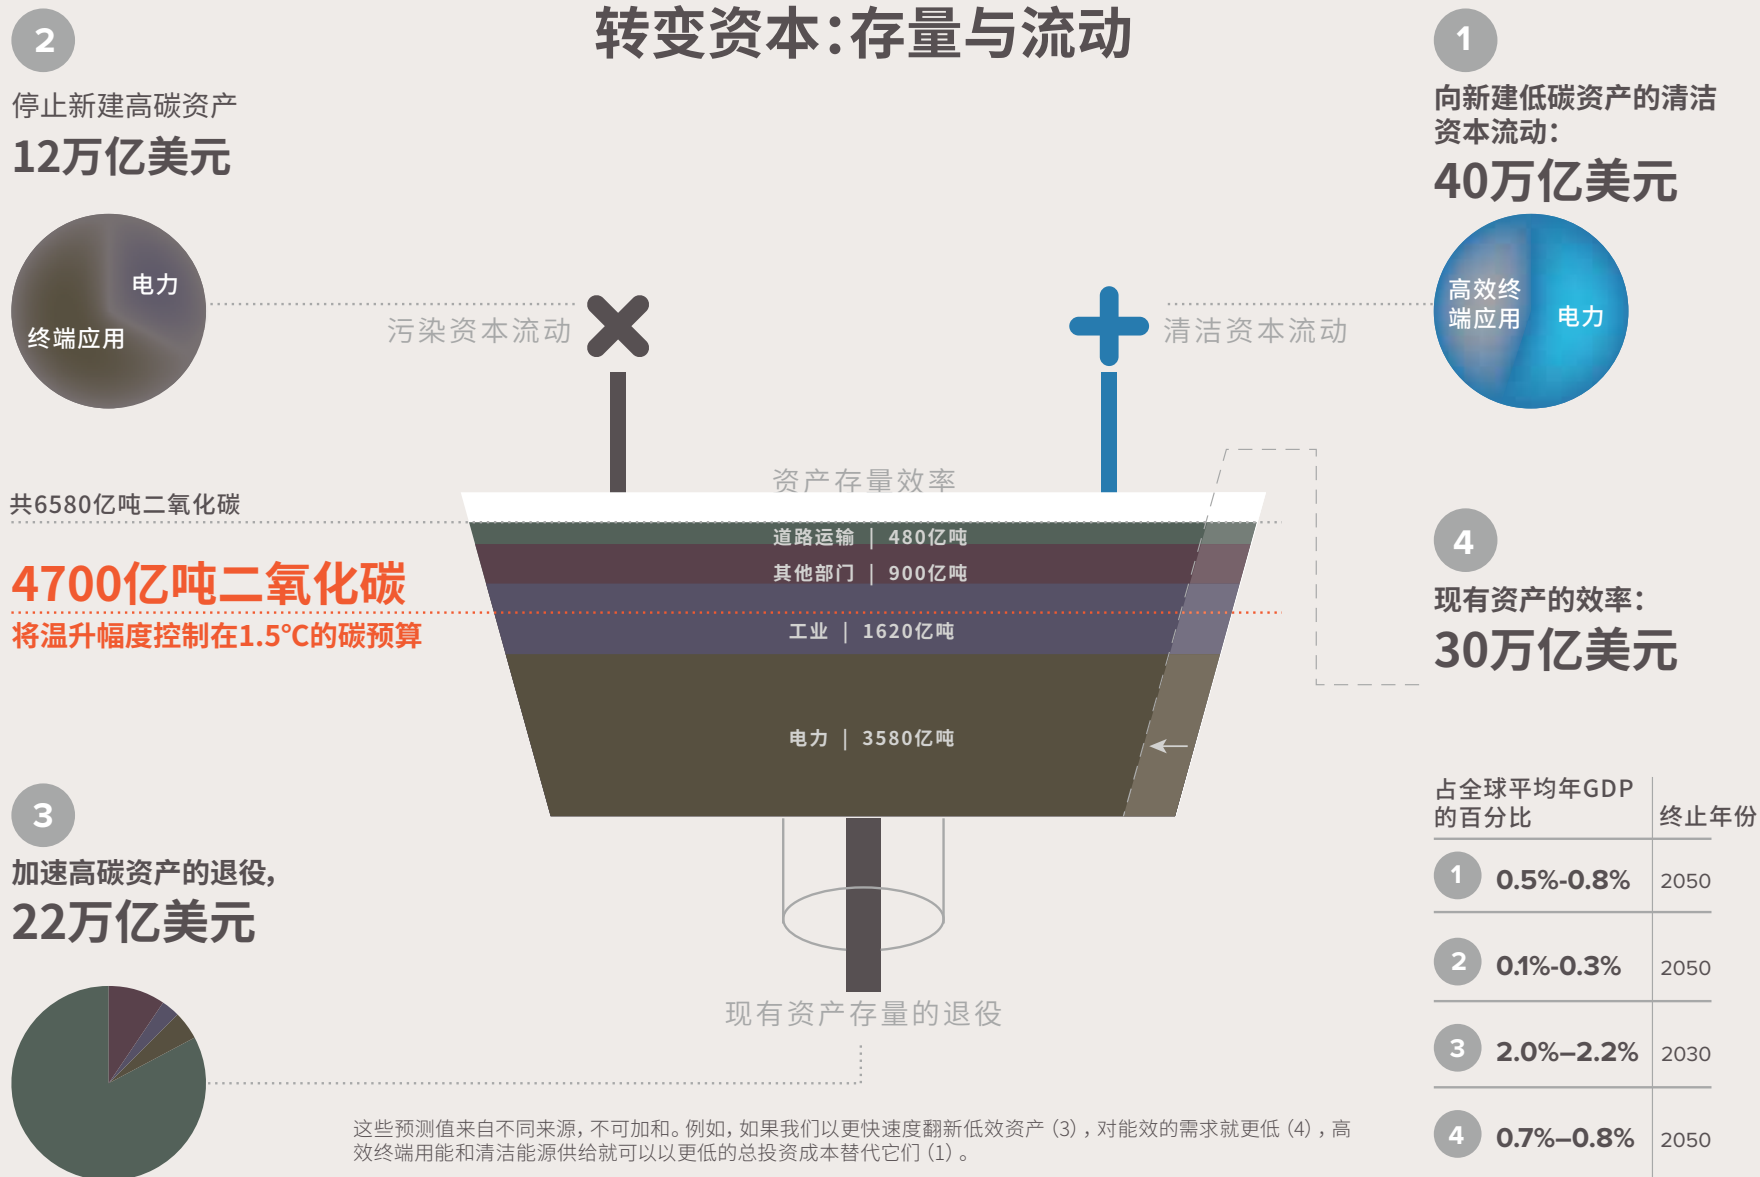 转变资本：存量与流动
2
停止新建高碳资产
12万亿美元
电力
终端应用
污染资本流动
1
向新建低碳资产的清洁
资本流动：
40万亿美元
高效终
端应用
电力
清洁资本流动
资产存量效率
共6580亿吨二氧化碳
道路运输 | 480亿吨
其他部门 | 900亿吨
4700亿吨二氧化碳
将温升幅度控制在1.5℃的碳预算
工业 | 1620亿吨
电力 | 3580亿吨
4
现有资产的效率：
30万亿美元
3
加速高碳资产的退役，
22万亿美元
现有资产存量的退役
占全球平均年GDP
的百分比
终止年份
1 0.5%-0.8% 2050
2 0.1%-0.3% 2050
3 2.0%–2.2% 2030
4 0.7%–0.8% 2050
这些预测值来自不同来源，不可加和。例如，如果我们以更快速度翻新低效资产（3），对能效的需求就更低（4），高
效终端用能和清洁能源供给就可以以更低的总投资成本替代它们（1）。